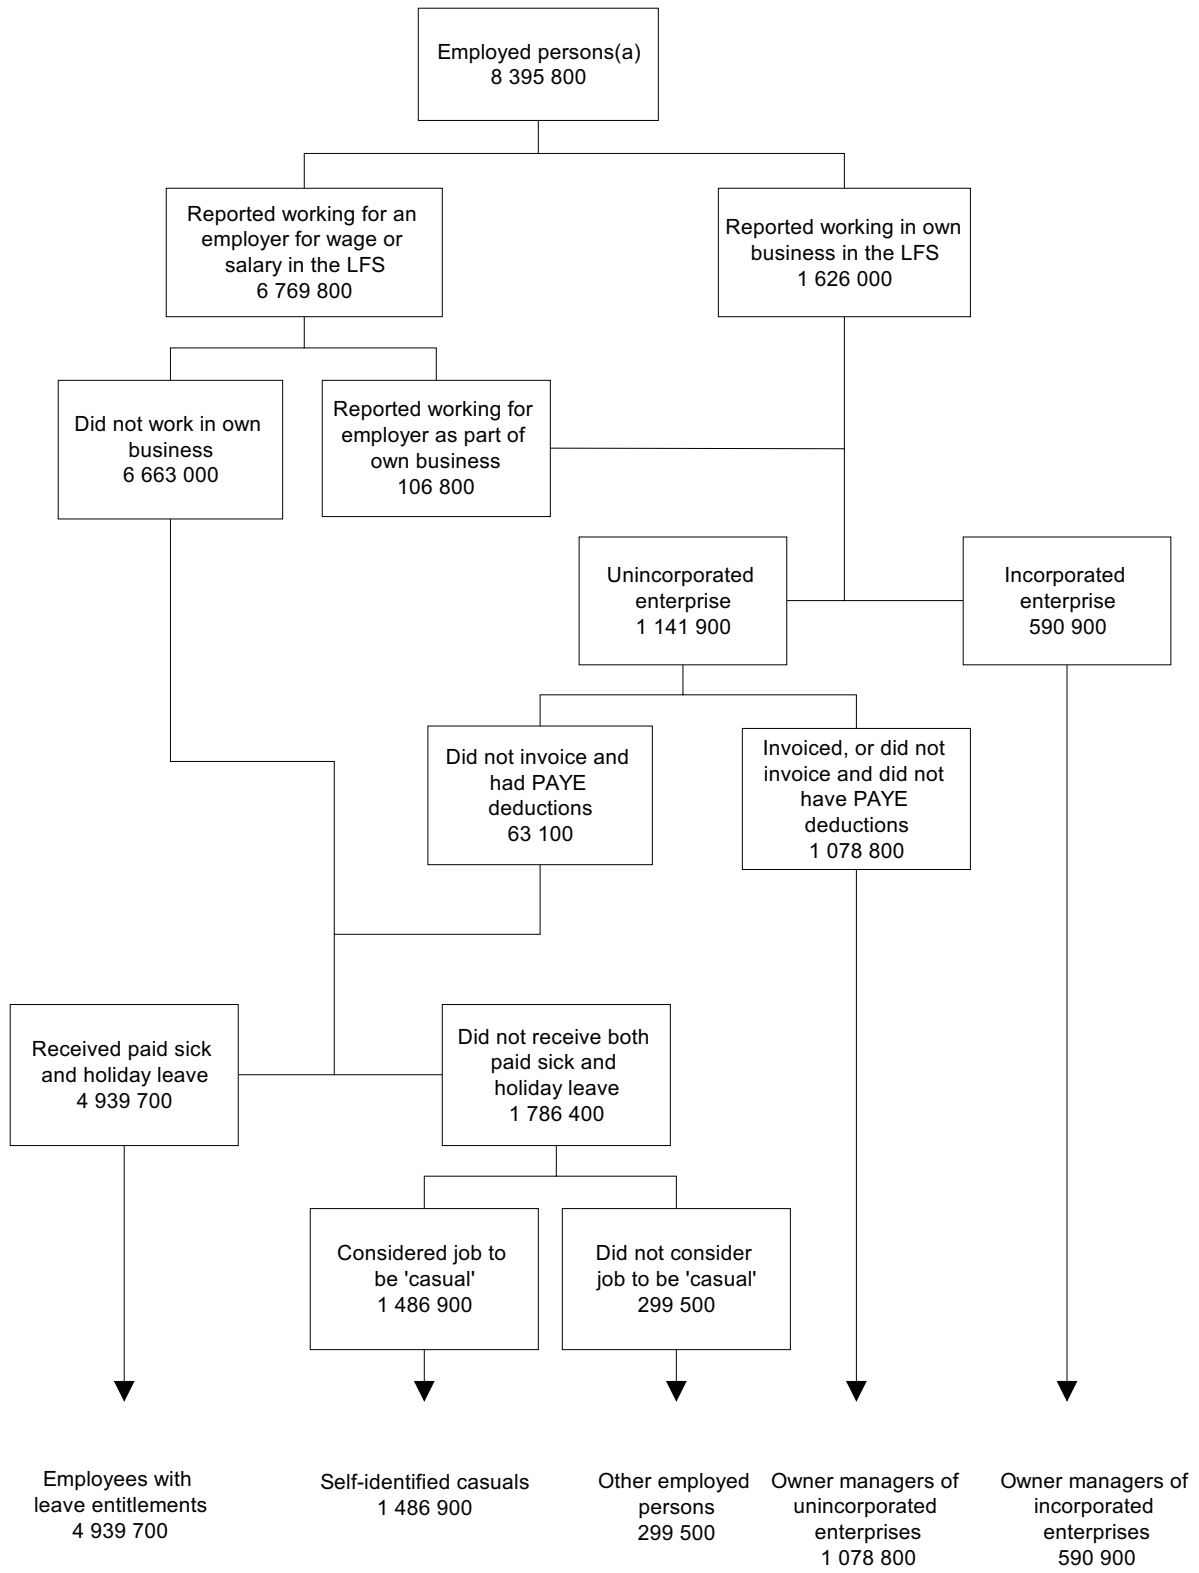 Employed persons(a)
8 395 800
Reported working for an
employer for wage or
salary in the LFS
6 769 800
Reported working in own
business in the LFS
1 626 000
Did not work in own
business
6 663 000
Reported working for
employer as part of
own business
106 800
Unincorporated
enterprise
1 141 900
Incorporated
enterprise
590 900
Did not invoice and
had PAYE
deductions
63 100
Invoiced, or did not
invoice and did not
have PAYE
deductions
1 078 800
Received paid sick
and holiday leave
4 939 700
Did not receive both
paid sick and
holiday leave
1 786 400
Considered job to
be 'casual'
1 486 900
Did not consider
job to be 'casual'
299 500
Employees with
leave entitlements
4 939 700
Self-identified casuals
1 486 900
Other employed
persons
299 500
Owner managers of
unincorporated
enterprises
1 078 800
Owner managers of
incorporated
enterprises
590 900